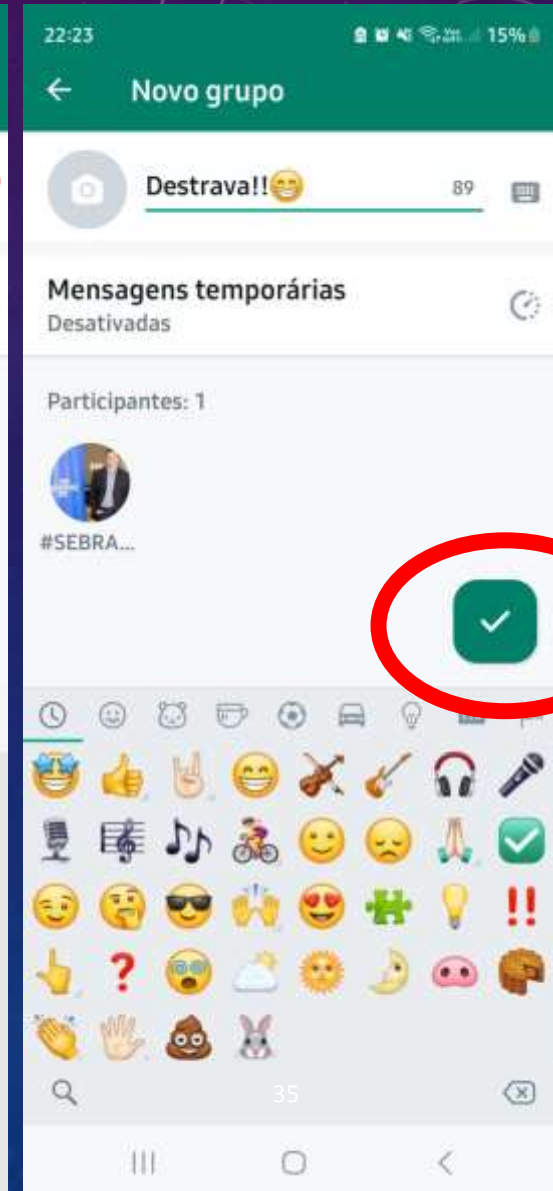 22:23 15%
Novo grupo
Destrava!!😁 89
Mensagens temporárias
Desativadas
Participantes: 1
#SEBRA...
35